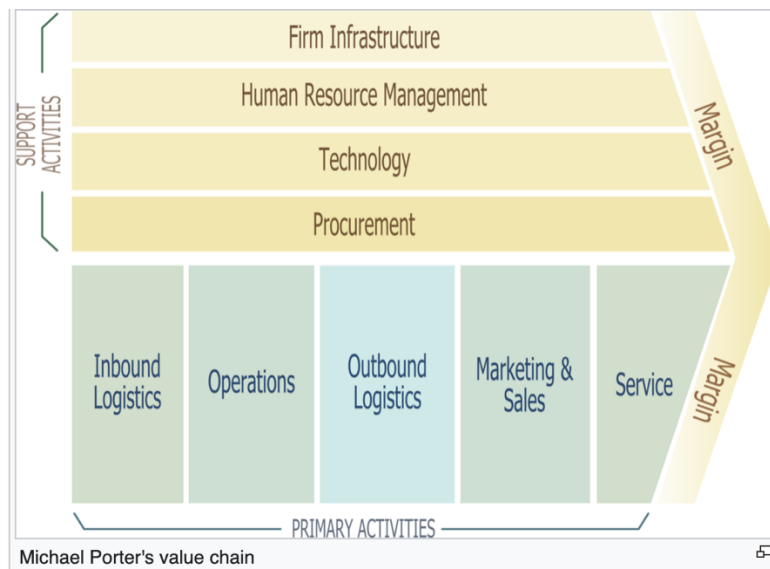 Firm Infrastructure
Human Resource Management
Technology
Procurement
SUPPORT
ACTIVITIES
Margin
Inbound
Logistics
Operations
Outbound
Logistics
Marketing &
Sales
Service
Margin
PRIMARY ACTIVITIES
Michael Porter's value chain